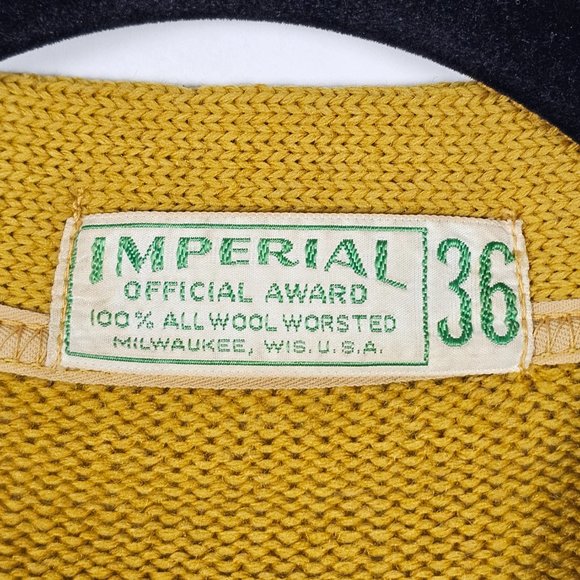 IMPERIAL
OFFICIAL AWARD
100% ALL WOOL WORSTED
MILWAUKEE, WIS. U.S.A.
36